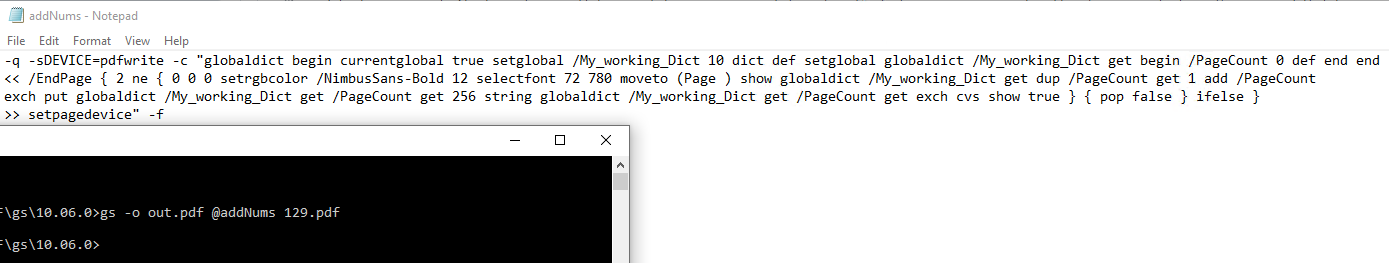 addNums - Notepad
File Edit Format View Help
-q -sDEVICE=pdfwrite -c "globaldict begin currentglobal true setglobal /My_working_Dict 10 dict def setglobal globaldict /My_working_Dict get begin /PageCount 0 def end end
<< /EndPage { 2 ne { 0 0 0 setrgbcolor /NimbusSans-Bold 12 selectfont 72 780 moveto (Page ) show globaldict /My_working_Dict get dup /PageCount get 1 add /PageCount
exch put globaldict /My_working_Dict get /PageCount get 256 string globaldict /My_working_Dict get /PageCount get exch cvs show true } { pop false } ifelse }
>> setpagedevice" -f
\gs\10.06.0>gs -o out.pdf @addNums 129.pdf
\gs\10.06.0>